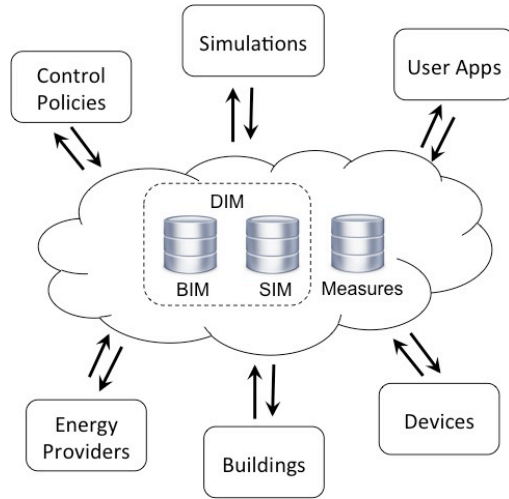 Simulations
Control
Policies
User Apps
DIM
BIM
SIM
Measures
Energy
Providers
Buildings
Devices